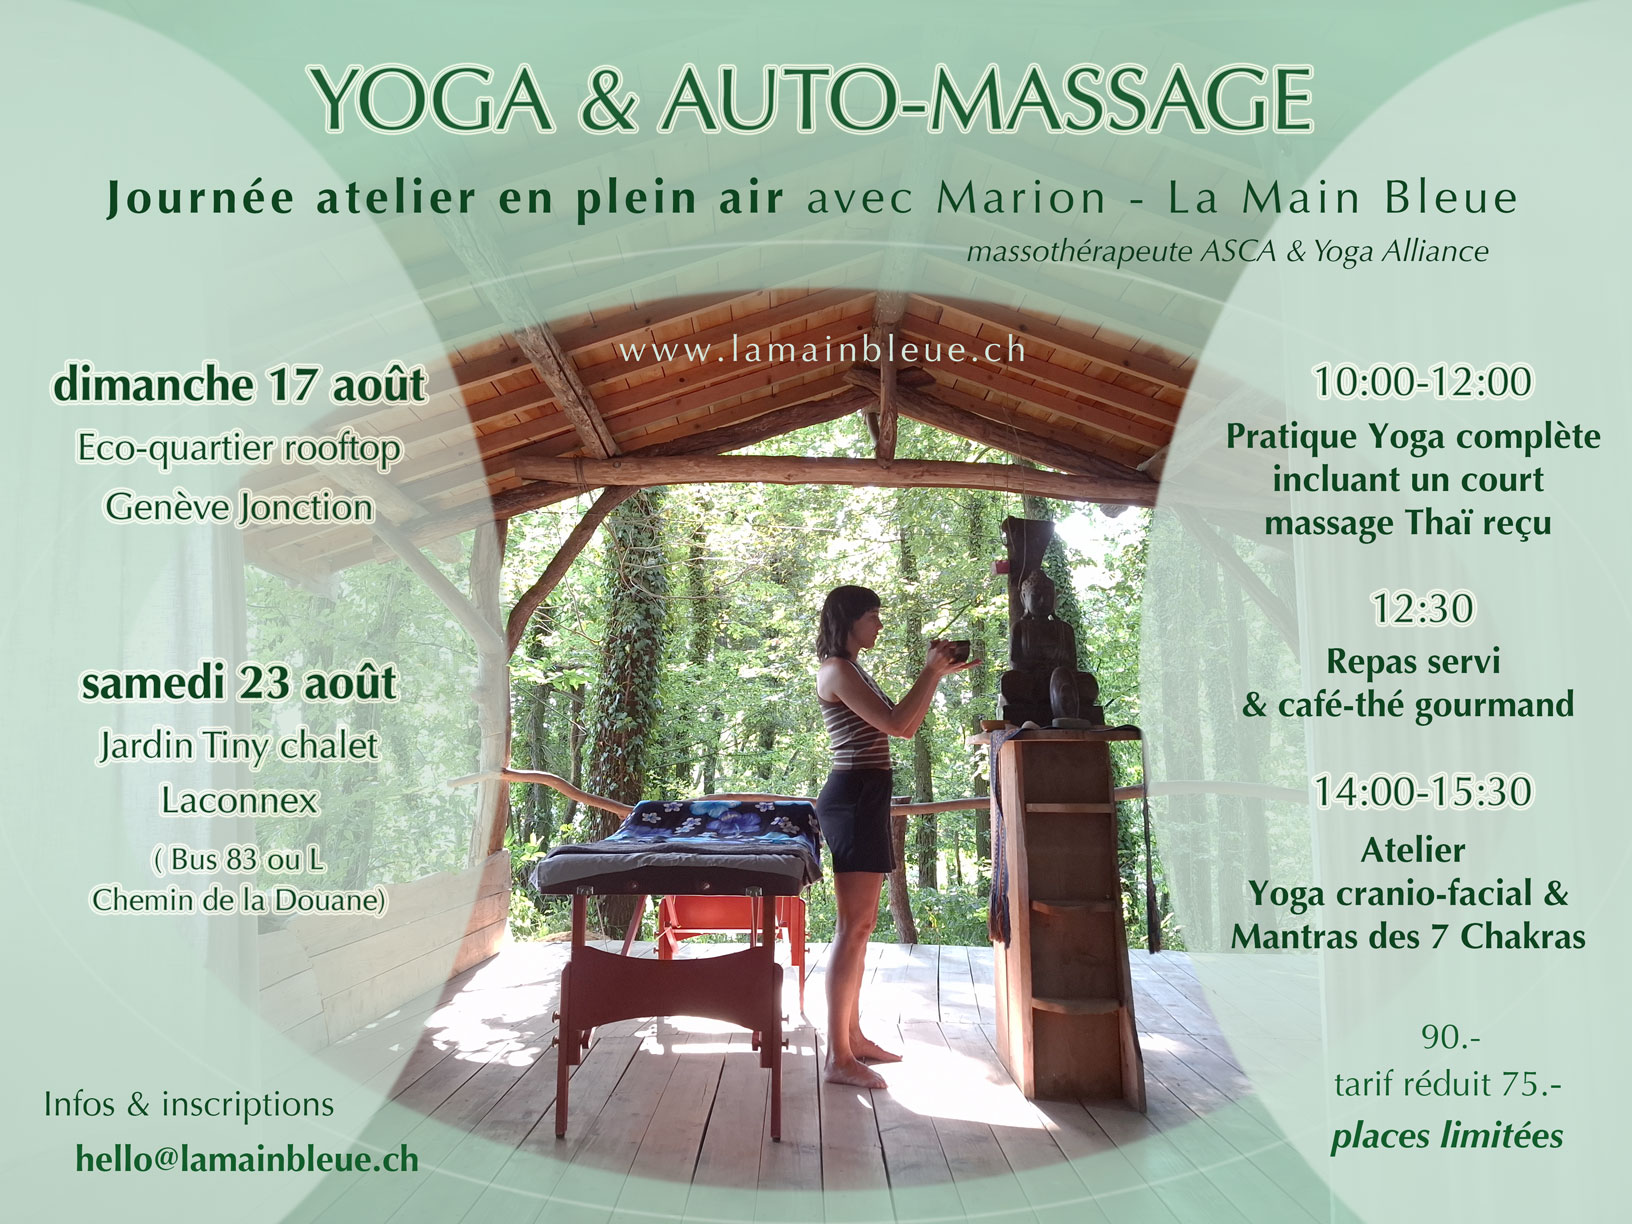 YOGA & AUTO-MASSAGE
Journée atelier en plein air avec Marion - La Main Bleue
massothérapeute ASCA & Yoga Alliance
www.lamainbleue.ch
dimanche 17 août
Eco-quartier rooftop
Genève Jonction
samedi 23 août
Jardin Tiny chalet
Laconnex
( Bus 83 ou L
Chemin de la Douane)
Infos & inscriptions
hello@lamainbleue.ch
10:00-12:00
Pratique Yoga complète
incluant un court
massage Thaï reçu
12:30
Repas servi
& café-thé gourmand
14:00-15:30
Atelier
Yoga cranio-facial &
Mantras des 7 Chakras
90.-
tarif réduit 75.-
places limitées